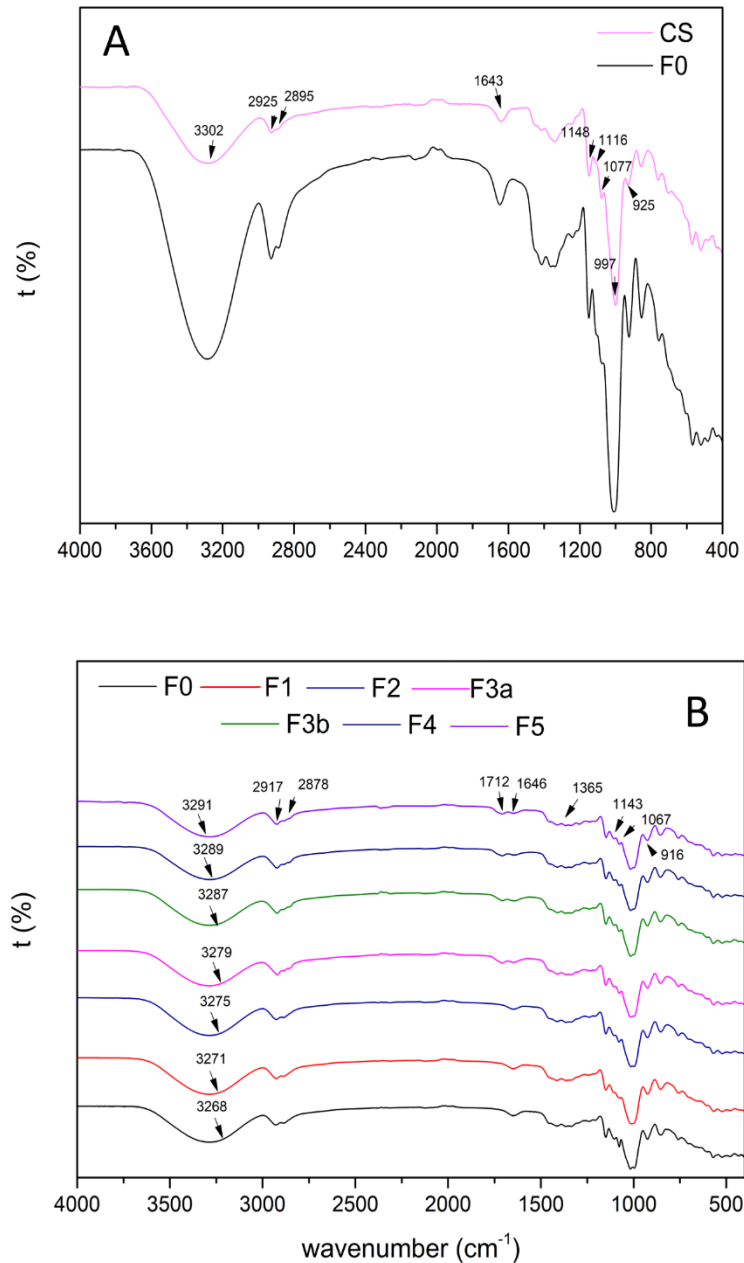 A
CS
F0
2925
2895
1643
3302
1148
1116
1077
925
997
t (%)
4000 3600 3200 2800 2400 2000 1600 1200 800 400
F0 F1 F2 F3a
B
F3b F4 F5
3291
2917
2878
1712
1646
1365
1143
1067
916
3289
3287
3279
3275
3271
3268
t (%)
4000 3500 3000 2500 2000 1500 1000 500
wavenumber (cm⁻¹)